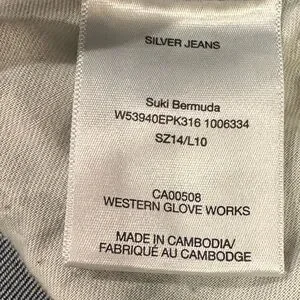 SILVER JEANS
Suki Bermuda
W53940EPK316 1006334
SZ14/L10
CA00508
WESTERN GLOVE WORKS
MADE IN CAMBODIA/
FABRIQUÉ AU CAMBODGE